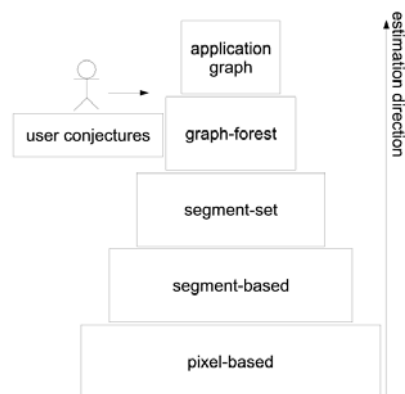 application
graph
user conjectures
graph-forest
segment-set
segment-based
pixel-based
estimation direction